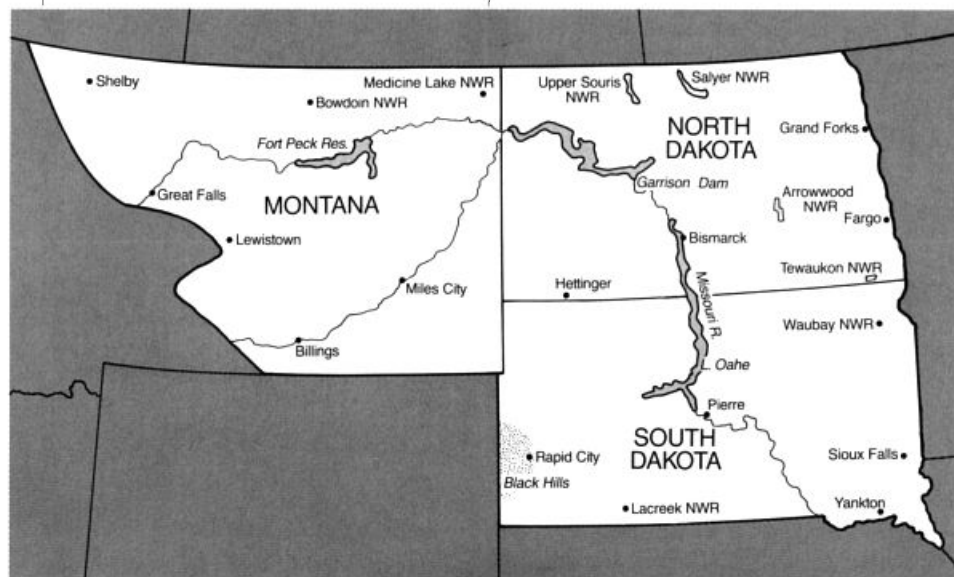 Shelby
Medicine Lake NWR
Bowdoin NWR
Upper Souris
NWR
Salyer NWR
Fort Peck Res.
NORTH
DAKOTA
Grand Forks
Great Falls
MONTANA
Garrison Dam
Arrowwood
NWR
Lewistown
Bismarck
Fargo
Miles City
Hettinger
Tewaukon NWR
Missouri R.
Waubay NWR
Billings
L. Oahe
Pierre
SOUTH
DAKOTA
Rapid City
Sioux Falls
Black Hills
Lacreek NWR
Yankton